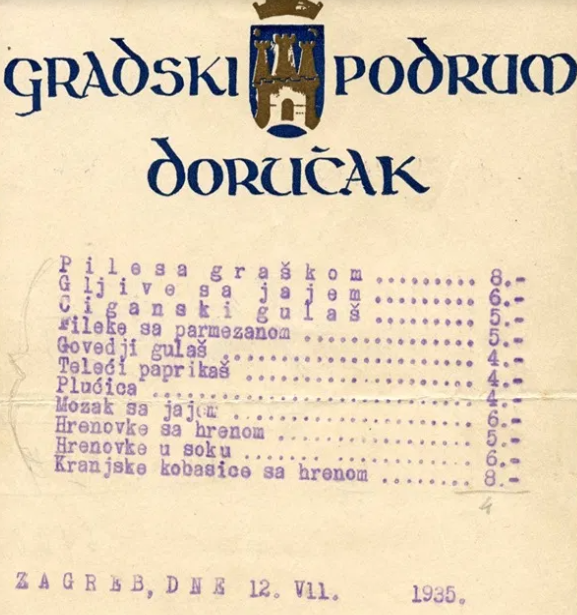 GRADSKI PODRUM
DORUČAK
Pile sa graškom ......... 8.-
Gljive sa jajem ......... 6.-
Ciganski gulaš ......... 5.-
Fileke sa parmezanom ............. 5.-
Govedji gulaš ................... 4.-
Teleći paprikaš ................. 4.-
Plućica ......................... 4.-
Mozak sa jajem .................. 6.-
Hrenovke sa hrenom .............. 5.-
Hrenovke u soku ...... .......... 6.-
Kranjske kobasice sa hrenom ......... 8.-
4
ZAGREB, DNE 12. VII. 1935.